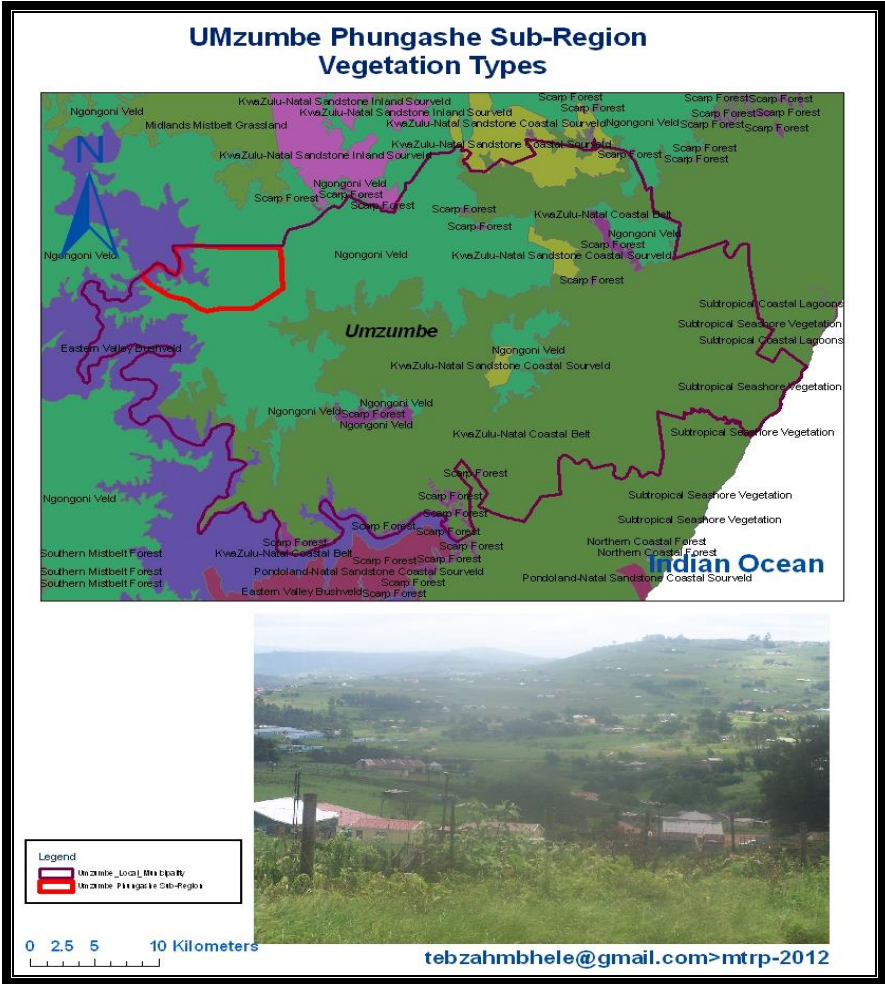 UMzumbe Phungashe Sub-Region
Vegetation Types
KwaZulu-Natal Sandstone Inland Sourveld
Scarp Forest
Scarp Forest
Scarp Forest
Ngongoni Veld
KwaZulu-Natal Sandstone Inland Sourveld
Scarp Forest
Scarp Forest
Scarp Forest
Midlands Mistbelt Grassland
KwaZulu-Natal Sandstone Coastal Sourveld
Ngongoni Veld
Scarp Forest
Scarp Forest
N
KwaZulu-Natal Sandstone Inland Sourveld
KwaZulu-Natal Sandstone Coastal Sourveld
Scarp Forest
Scarp Forest
Scarp Forest
Ngongoni Veld
Scarp Forest
Scarp Forest
Scarp Forest
Scarp Forest
KwaZulu-Natal Coastal Belt
Scarp Forest
Ngongoni Veld
Scarp Forest
Ngongoni Veld
Ngongoni Veld
KwaZulu-Natal Sandstone Coastal Sourveld
Scarp Forest
Subtropical Coastal Lagoons
Umzumbe
Subtropical Seashore Vegetation
Subtropical Coastal Lagoons
Eastern Valley Bushveld
Ngongoni Veld
KwaZulu-Natal Sandstone Coastal Sourveld
Subtropical Seashore Vegetation
Ngongoni Veld
Ngongoni Veld
Scarp Forest
Ngongoni Veld
KwaZulu-Natal Coastal Belt
Subtropical Seashore Vegetation
Scarp Forest
Ngongoni Veld
Scarp Forest
Subtropical Seashore Vegetation
Scarp Forest
Subtropical Seashore Vegetation
Scarp Forest
Scarp Forest
Scarp Forest
Scarp Forest
Northern Coastal Forest
Southern Mistbelt Forest
KwaZulu-Natal Coastal Belt
Northern Coastal Forest
Scarp Forest
Scarp Forest
Indian Ocean
Southern Mistbelt Forest
Pondoland-Natal Sandstone Coastal Sourveld
Pondoland-Natal Sandstone Coastal Sourveld
Southern Mistbelt Forest
Scarp Forest
Eastern Valley Bushveld
Scarp Forest
Legend
Umzumbe_Local_Municipality
Umzumbe Phungashe Sub-Region
0 2.5 5 10 Kilometers
tebzahmbhele@gmail.com>mtrp-2012